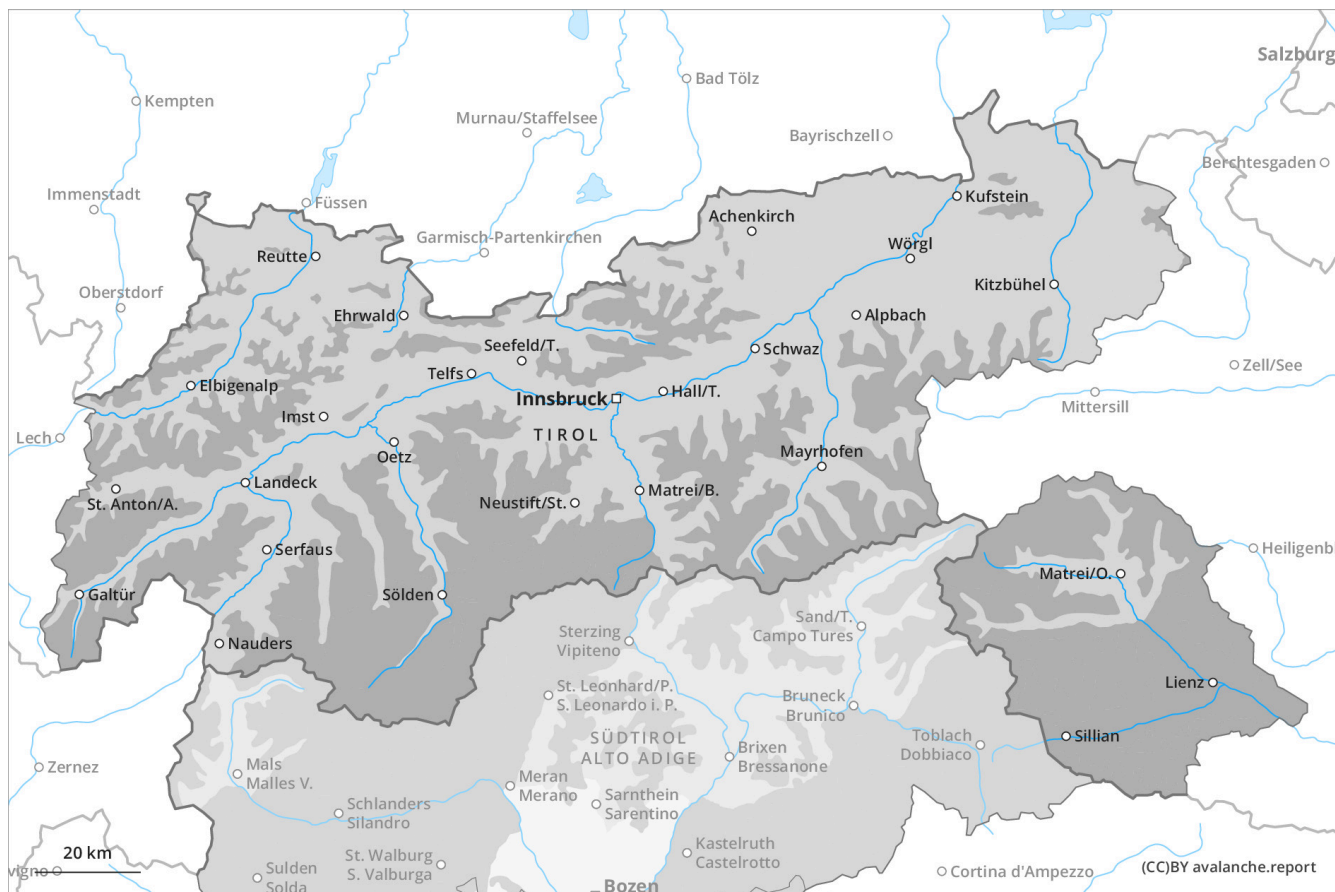 Salzburg
Bad Tölz
Kempten
Murnau/Staffelsee
Bayrischzell
Berchtesgaden
Immenstadt
Kufstein
Füssen
Achenkirch
Garmisch-Partenkirchen
Wörgl
Reutte
Kitzbühel
Oberstdorf
Ehrwald
Alpbach
Seefeld/T.
Schwaz
Zell/See
Telfs
Elbigenalp
Hall/T.
Innsbruck
Mittersill
Imst
TIROL
Lech
Oetz
Mayrhofen
Landeck
Matrei/B.
St. Anton/A.
Neustift/St.
Serfaus
Heiligenb
Matrei/O.
Galtür
Sölden
Sand/T.
Campo Tures
Sterzing
Vipiteno
Nauders
Lienz
St. Leonhard/P.
S. Leonardo i. P.
Bruneck
Brunico
SÜDTIROL
ALTO ADIGE
Sillian
Toblach
Dobbiaco
Brixen
Bressanone
Zernez
Mals
Malles V.
Meran
Merano
Sarnthein
Sarentino
Schlanders
Silandro
Kastelruth
Castelrotto
20 km
St. Walburg
S. Valburga
vigno
Sulden
Solda
Cortina d'Ampezzo
(CC)BY avalanche.report
Bozen